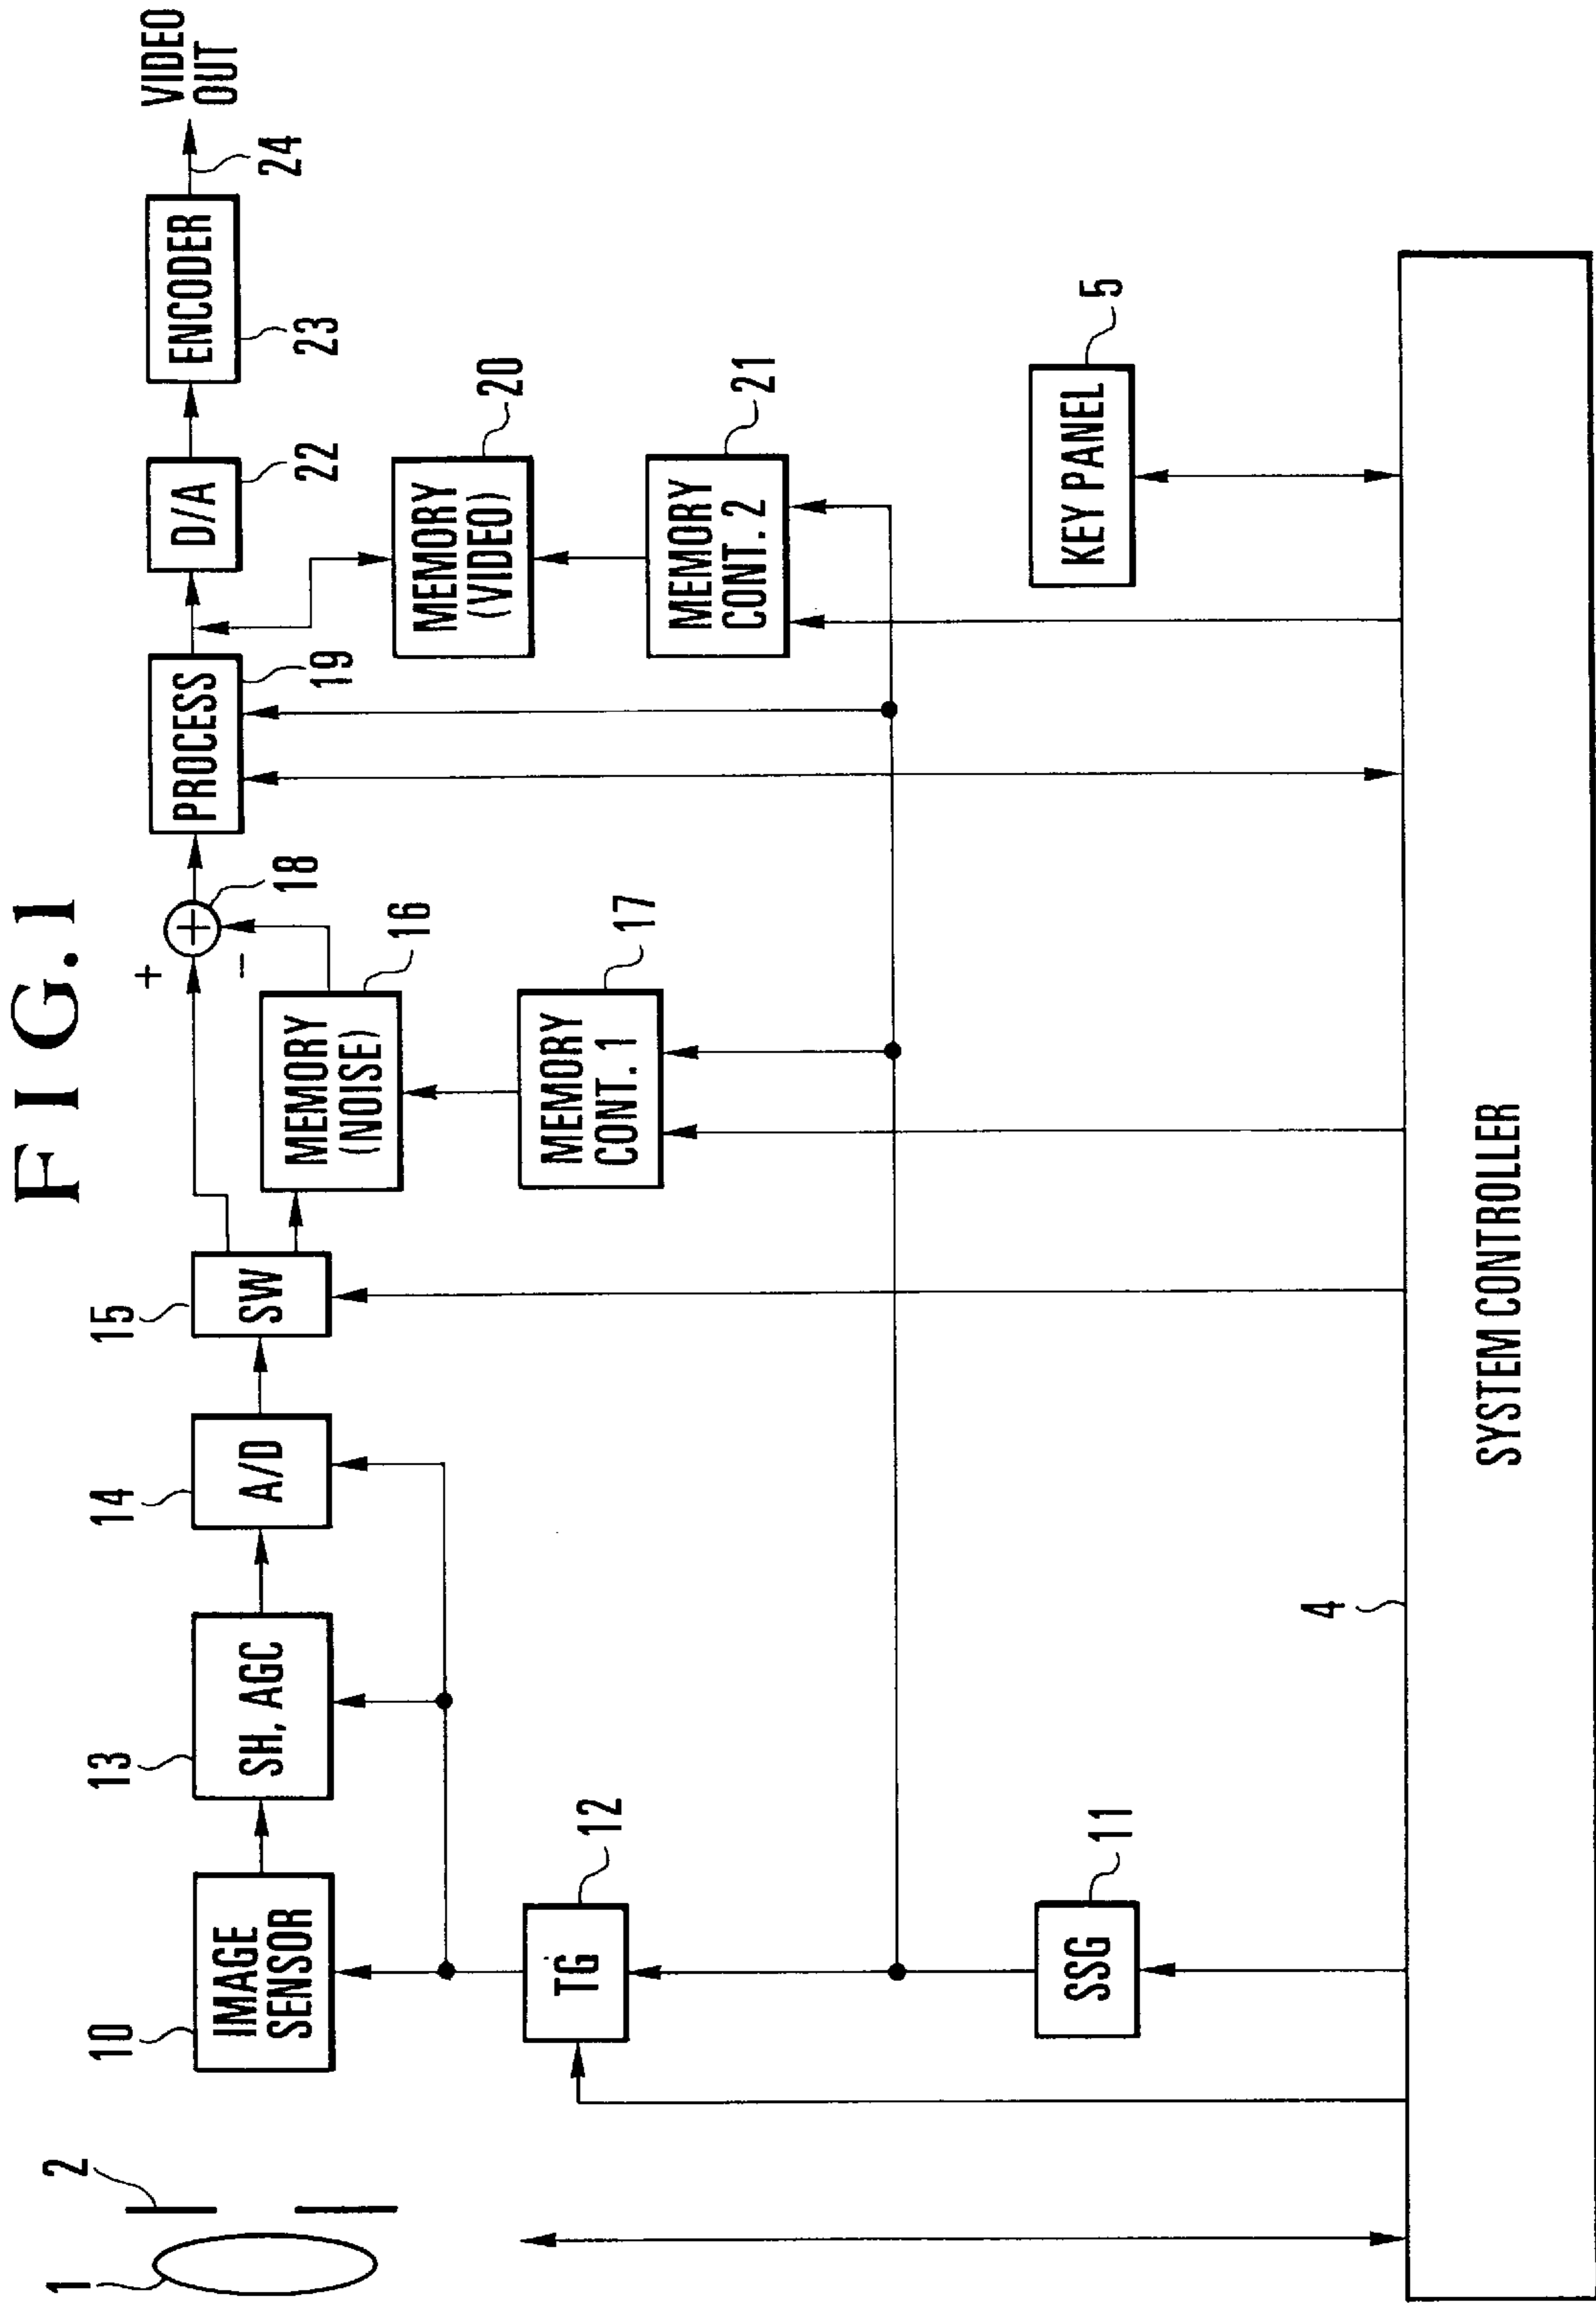 FIG.1
1
2
10
IMAGE
SENSOR
13
SH, AGC
14
A/D
15
SW
+
-
18
+
PROCESS
19
D/A
22
ENCODER
23
24
VIDEO
OUT
MEMORY
(NOISE)
16
MEMORY
(VIDEO)
20
TG
12
MEMORY
CONT. 1
17
MEMORY
CONT. 2
21
SSG
11
KEY PANEL
5
4
SYSTEM CONTROLLER